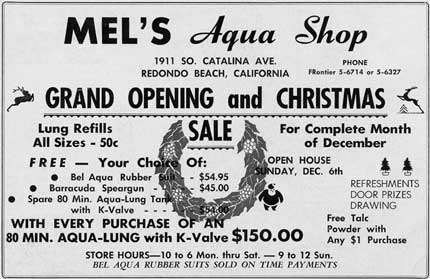 MEL'S Aqua Shop
1911 SO. CATALINA AVE.
REDONDO BEACH, CALIFORNIA
PHONE
FRontier 5-6714 or 5-6327
GRAND OPENING and CHRISTMAS
SALE
Lung Refills
All Sizes - 50c
For Complete Month
of December
FREE — Your Choice Of:
● Bel Aqua Rubber Suit - $54.95
● Barracuda Speargun - $45.00
● Spare 80 Min. Aqua-Lung Tank
with K-Valve - - - $54.00
OPEN HOUSE
SUNDAY, DEC. 6th
REFRESHMENTS
DOOR PRIZES
DRAWING
WITH EVERY PURCHASE OF AN
80 MIN. AQUA-LUNG with K-Valve $150.00
Free Talc
Powder with
Any $1 Purchase
STORE HOURS—10 to 6 Mon. thru Sat. — 9 to 12 Sun.
BEL AQUA RUBBER SUITS SOLD ON TIME PAYMENTS